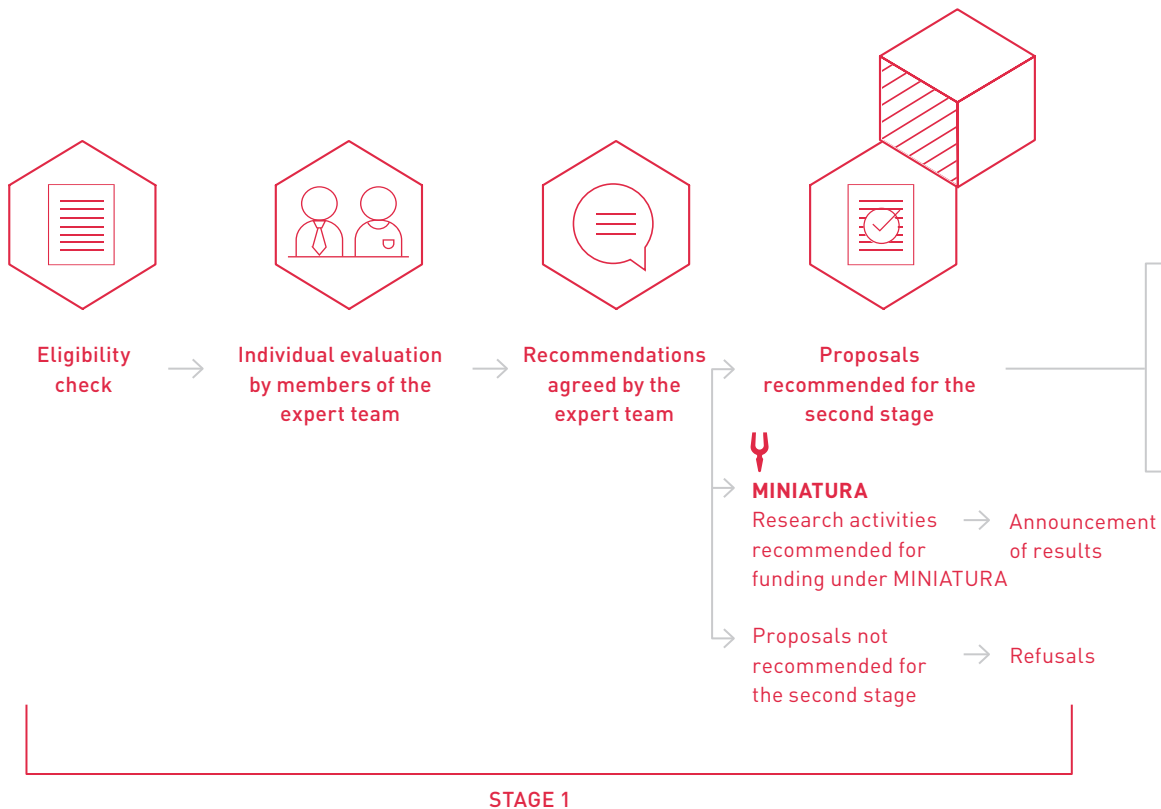 Eligibility
check
Individual evaluation
by members of the
expert team
Recommendations
agreed by the
expert team
Proposals
recommended for the
second stage
MINIATURA
Research activities
recommended for
funding under MINIATURA
Announcement
of results
Proposals not
recommended for
the second stage
Refusals
STAGE 1